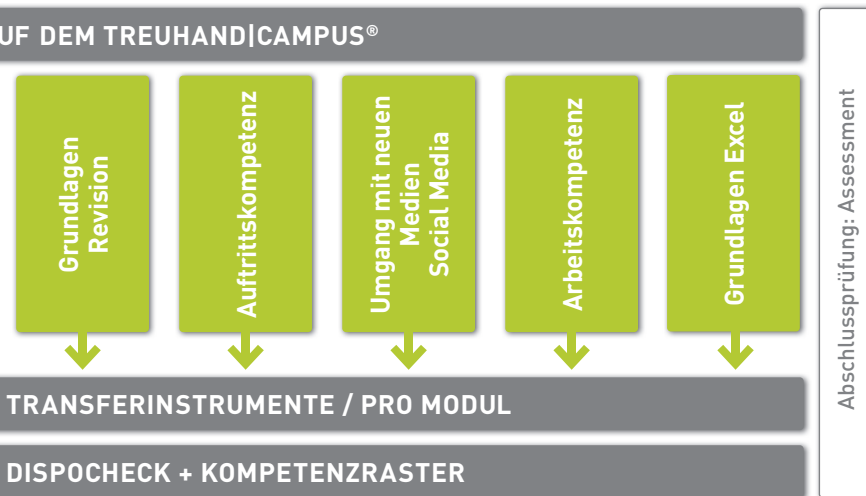 DEM TREUHAND|CAMPUS®
Grundlagen
Revision
Auftrittskompetenz
Umgang mit neuen
Medien
Social Media
Arbeitskompetenz
Grundlagen Excel
TRANSFERINSTRUMENTE / PRO MODUL
DISPOCHECK + KOMPETENZRASTER
Abschlussprüfung: Assessment